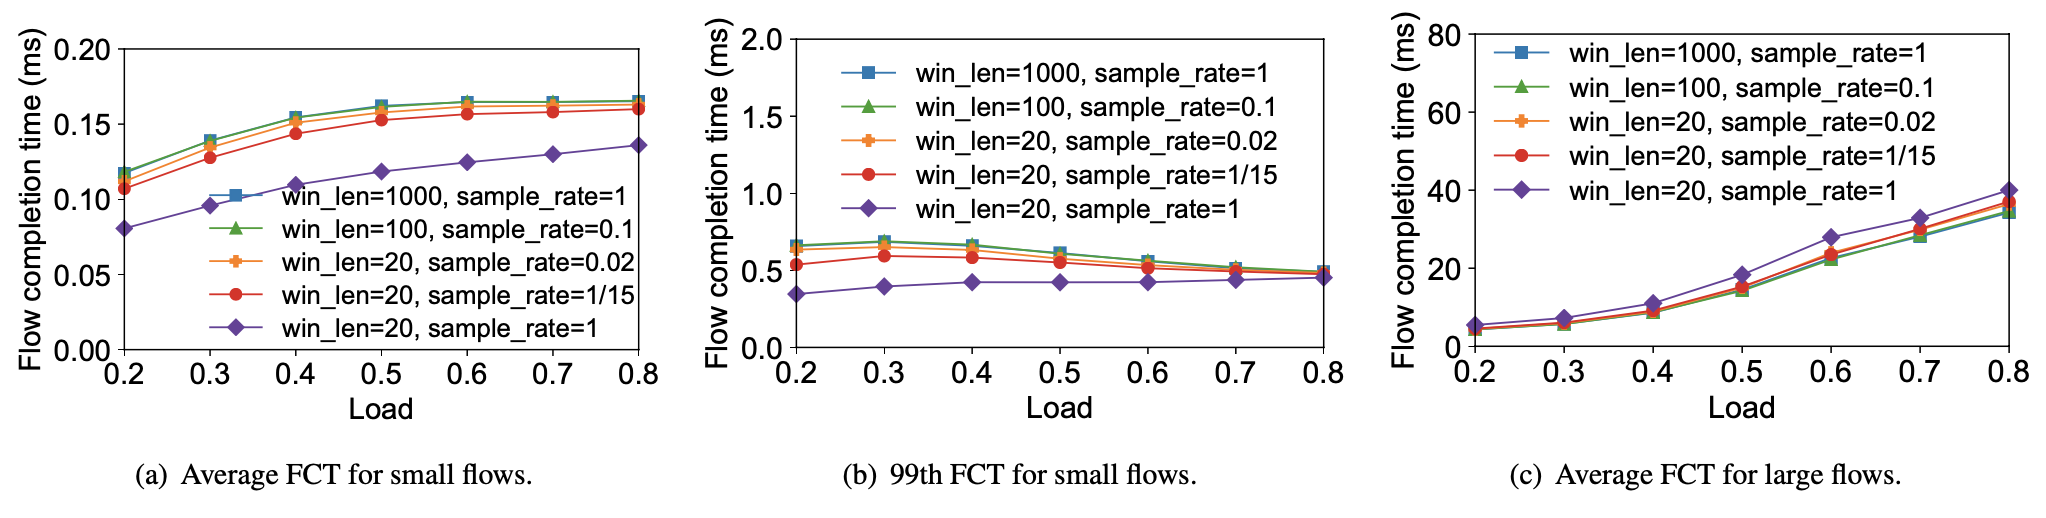 Flow completion time (ms)
0.20
0.15
0.10
0.05
0.00
win_len=1000, sample_rate=1
win_len=100, sample_rate=0.1
win_len=20, sample_rate=0.02
win_len=20, sample_rate=1/15
win_len=20, sample_rate=1
0.2 0.3 0.4 0.5 0.6 0.7 0.8
Load
(a) Average FCT for small flows.
Flow completion time (ms)
2.0
1.5
1.0
0.5
0.0
win_len=1000, sample_rate=1
win_len=100, sample_rate=0.1
win_len=20, sample_rate=0.02
win_len=20, sample_rate=1/15
win_len=20, sample_rate=1
0.2 0.3 0.4 0.5 0.6 0.7 0.8
Load
(b) 99th FCT for small flows.
Flow completion time (ms)
80
60
40
20
0
win_len=1000, sample_rate=1
win_len=100, sample_rate=0.1
win_len=20, sample_rate=0.02
win_len=20, sample_rate=1/15
win_len=20, sample_rate=1
0.2 0.3 0.4 0.5 0.6 0.7 0.8
Load
(c) Average FCT for large flows.